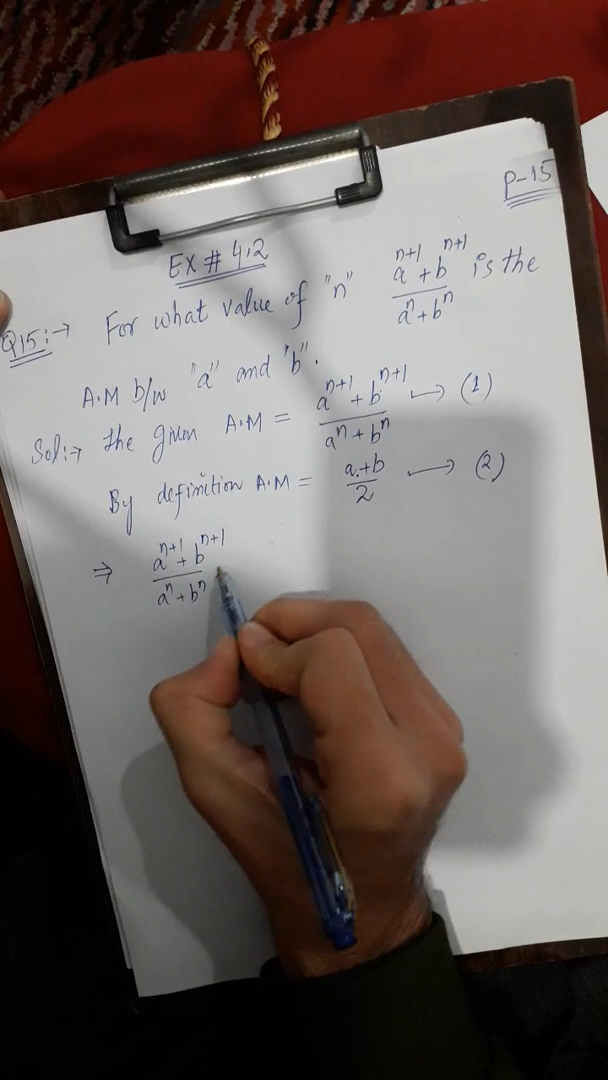 P-15
EX # 4.2
Q15:→ For what value of "n" (a^(n+1) + b^(n+1))/(a^n + b^n) is the
A.M b/w "a" and "b".
Sol:→ the given A.M = (a^(n+1) + b^(n+1))/(a^n + b^n) → (1)
By definition A.M = (a+b)/2 → (2)
⇒ (a^(n+1) + b^(n+1))/(a^n + b^n)